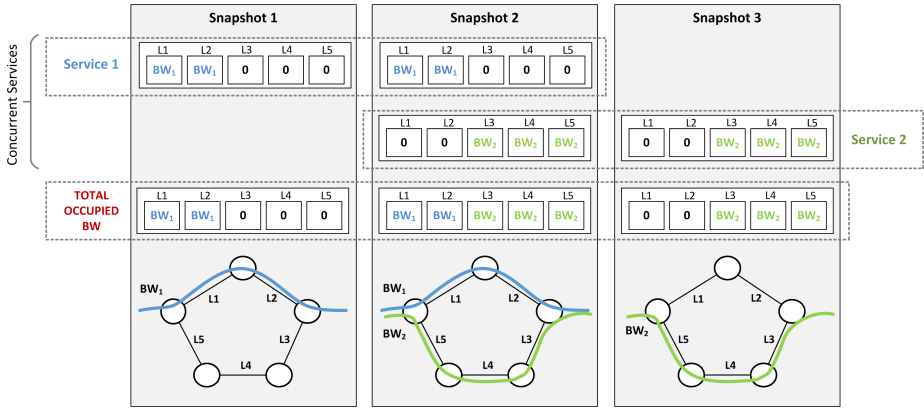 Snapshot 1 Snapshot 2 Snapshot 3
Concurrent Services
Service 1
L1 L2 L3 L4 L5
BW1 BW1 0 0 0
L1 L2 L3 L4 L5
BW1 BW1 0 0 0
L1 L2 L3 L4 L5
0 0 BW2 BW2 BW2
L1 L2 L3 L4 L5
0 0 BW2 BW2 BW2
Service 2
TOTAL
OCCUPIED
BW
L1 L2 L3 L4 L5
BW1 BW1 0 0 0
L1 L2 L3 L4 L5
BW1 BW1 BW2 BW2 BW2
L1 L2 L3 L4 L5
0 0 BW2 BW2 BW2
BW1
L1
L2
L5
L3
L4
BW1
BW2
L1
L2
L5
L3
L4
BW2
L1
L2
L5
L3
L4